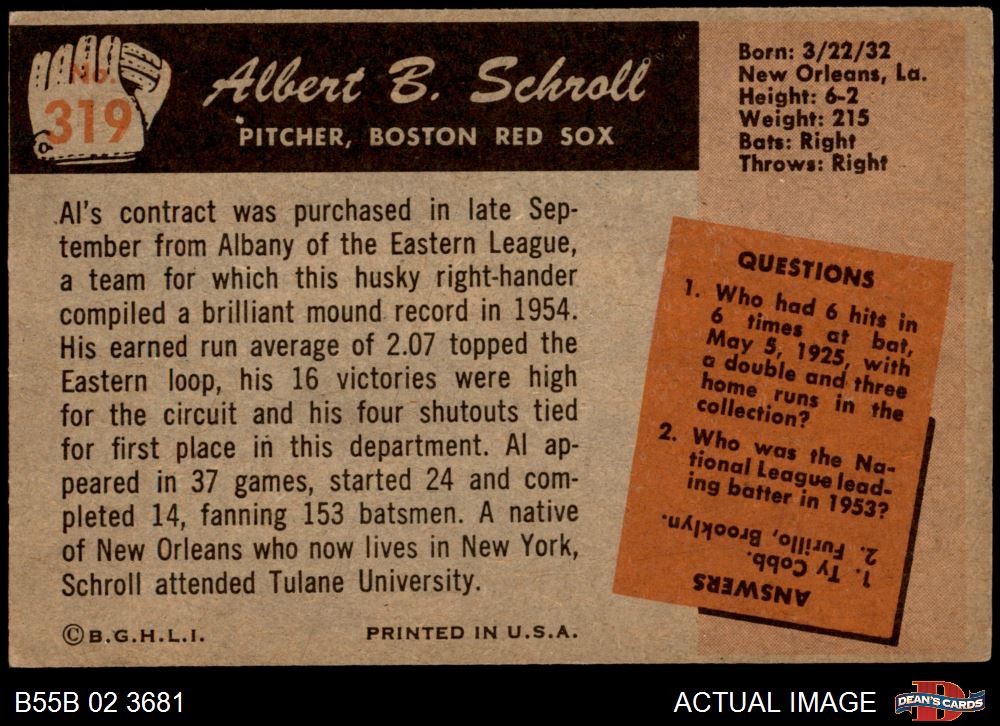 No.
319
Albert B. Schroll
PITCHER, BOSTON RED SOX
Born: 3/22/32
New Orleans, La.
Height: 6-2
Weight: 215
Bats: Right
Throws: Right
Al's contract was purchased in late Sep-
tember from Albany of the Eastern League,
a team for which this husky right-hander
compiled a brilliant mound record in 1954.
His earned run average of 2.07 topped the
Eastern loop, his 16 victories were high
for the circuit and his four shutouts tied
for first place in this department. Al ap-
peared in 37 games, started 24 and com-
pleted 14, fanning 153 batsmen. A native
of New Orleans who now lives in New York,
Schroll attended Tulane University.
©B.G.H.L.I.
PRINTED IN U.S.A.
QUESTIONS
1. Who had 6 hits in
6 times at bat,
May 5, 1925, with
a double and three
home runs in the
collection?
2. Who was the Na-
tional League lead-
ing batter in 1953?
ANSWERS
1. Ty Cobb.
2. Furillo, Brooklyn.
B55B 02 3681
ACTUAL IMAGE
D
DEAN'S CARDS